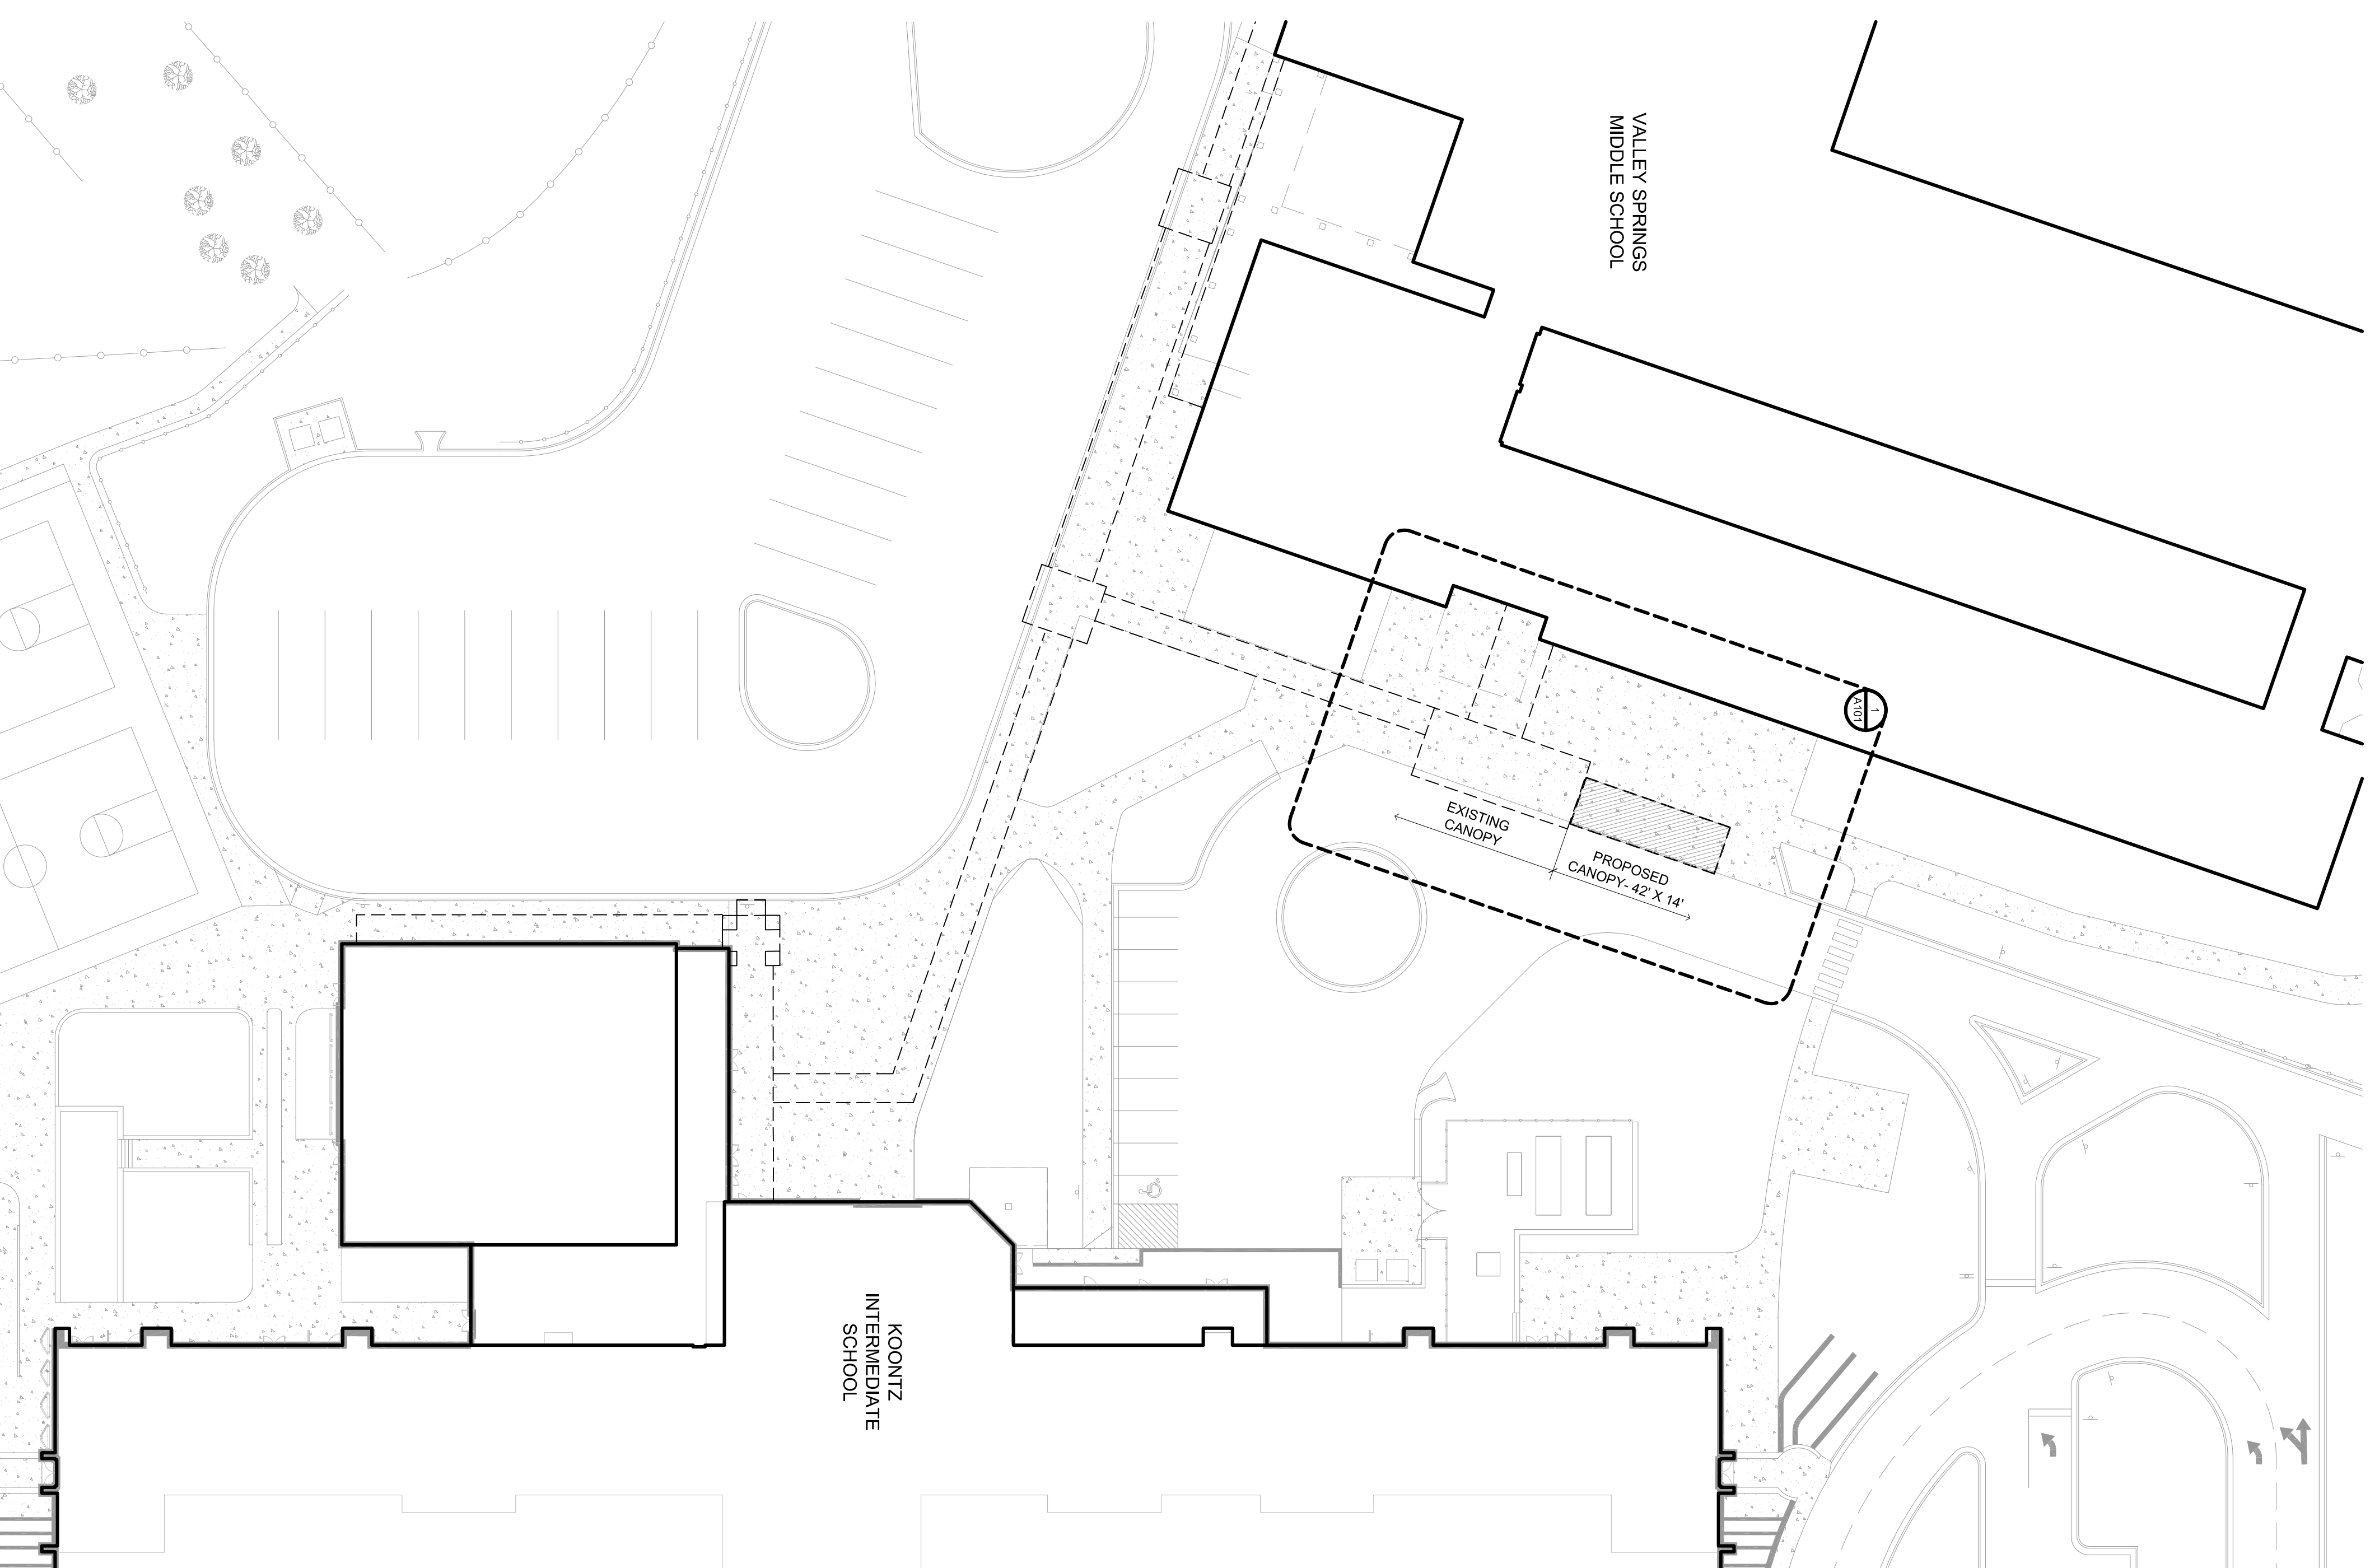 VALLEY SPRINGS
MIDDLE SCHOOL
1
A101
EXISTING
CANOPY
PROPOSED
CANOPY- 42' X 14'
KOONTZ
INTERMEDIATE
SCHOOL